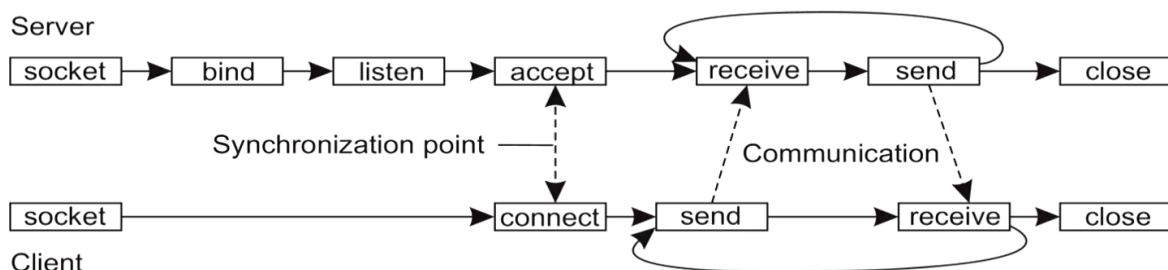 Server
socket bind listen accept receive send close
Synchronization point Communication
socket connect send receive close
Client